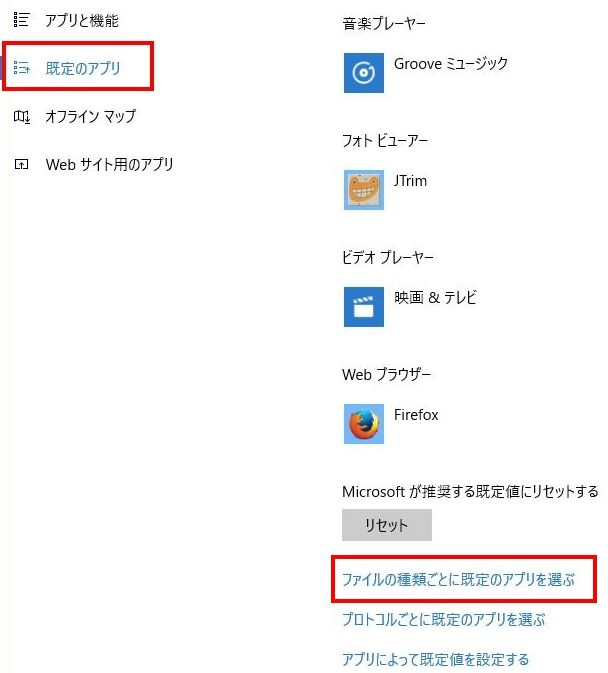 アプリと機能
既定のアプリ
オフライン マップ
Web サイト用のアプリ
音楽プレーヤー
Groove ミュージック
フォト ビューアー
JTrim
ビデオ プレーヤー
映画 & テレビ
Web ブラウザー
Firefox
Microsoft が推奨する既定値にリセットする
リセット
ファイルの種類ごとに既定のアプリを選ぶ
プロトコルごとに既定のアプリを選ぶ
アプリによって既定値を設定する